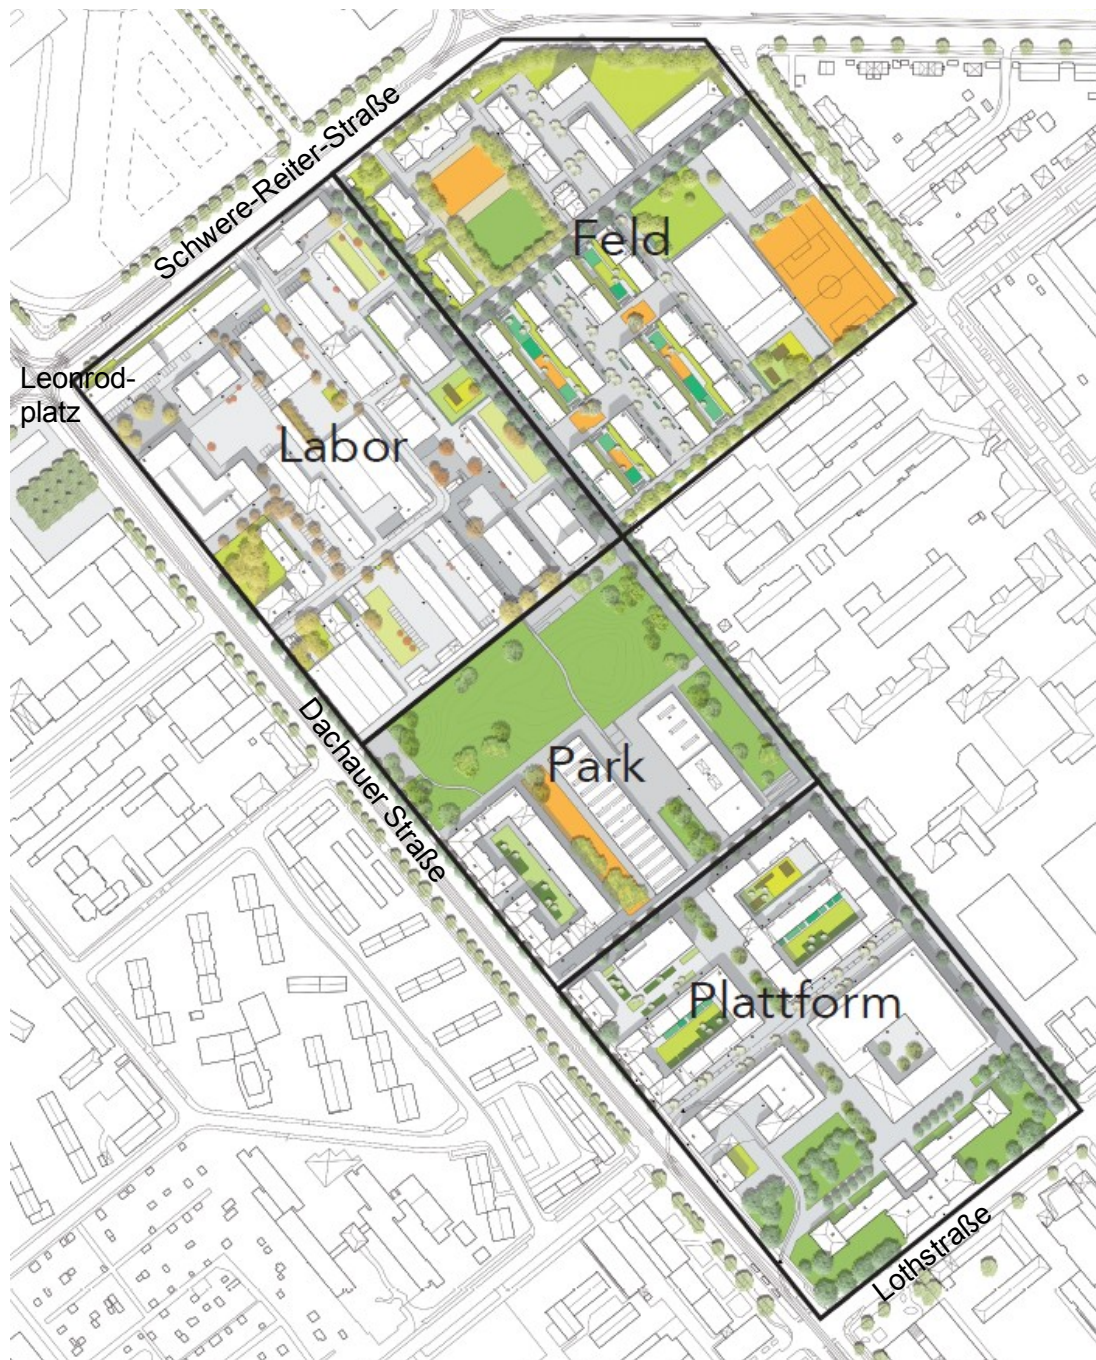 Schwere-Reiter-Straße
Feld
Leonrod-
platz
Labor
Dachauer Straße
Park
Plattform
Lothstraße